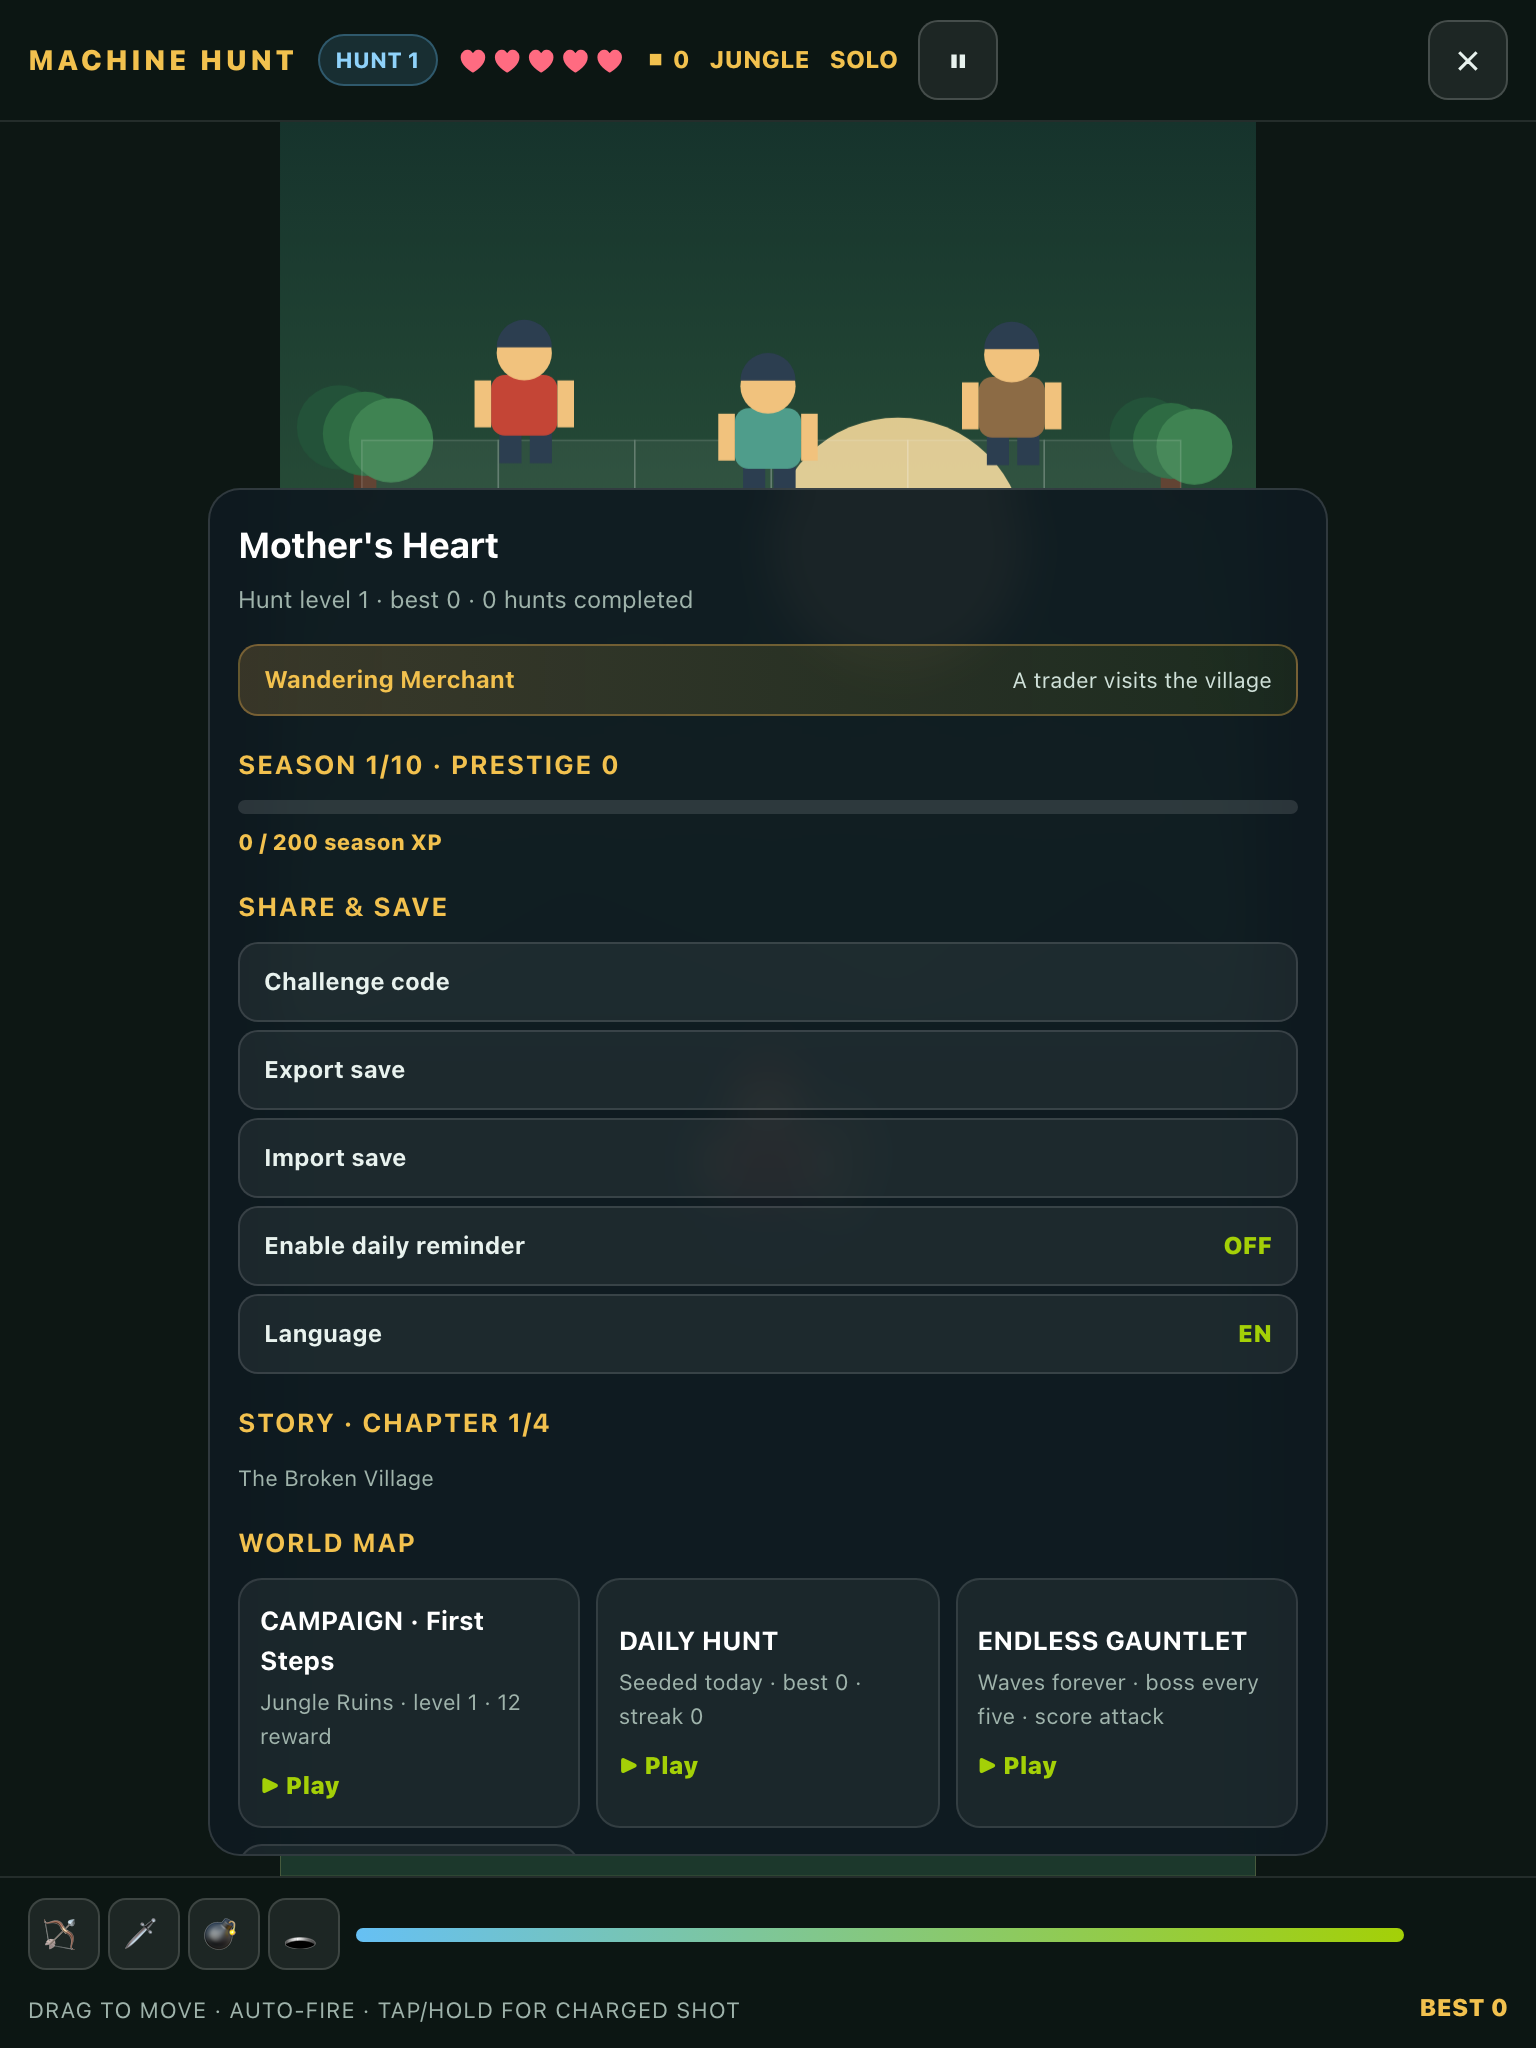 MACHINE HUNT
HUNT 1
0
JUNGLE
SOLO
Mother's Heart
Hunt level 1 · best 0 · 0 hunts completed
Wandering Merchant
A trader visits the village
SEASON 1/10 · PRESTIGE 0
0 / 200 season XP
SHARE & SAVE
Challenge code
Export save
Import save
Enable daily reminder
OFF
Language
EN
STORY · CHAPTER 1/4
The Broken Village
WORLD MAP
CAMPAIGN · First
Steps
Jungle Ruins · level 1 · 12
reward
Play
DAILY HUNT
Seeded today · best 0 ·
streak 0
Play
ENDLESS GAUNTLET
Waves forever · boss every
five · score attack
Play
DRAG TO MOVE · AUTO-FIRE · TAP/HOLD FOR CHARGED SHOT
BEST 0